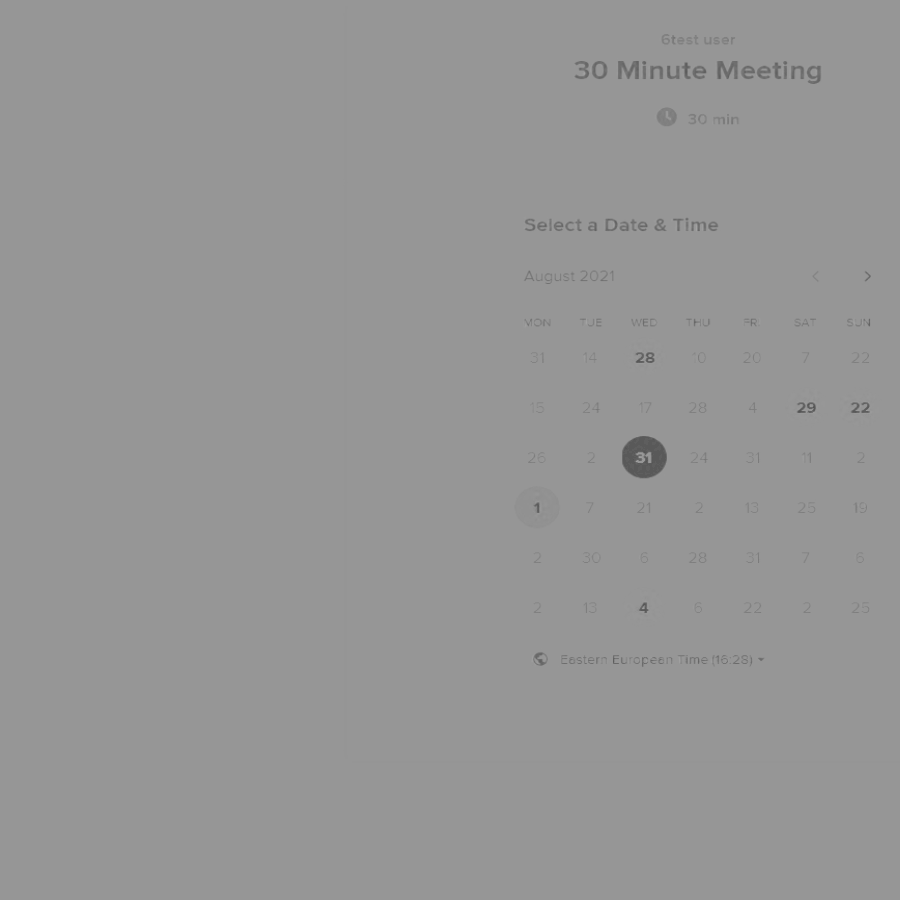 6test user
30 Minute Meeting
30 min
Select a Date & Time
August 2021
MON TUE WED THU FRI SAT SUN
31 14 28 10 20 7 22
15 24 17 28 4 29 22
26 2 31 24 31 11 2
1 7 21 2 13 25 19
2 30 6 28 31 7 6
2 13 4 6 22 2 25
Eastern European Time (16:28)